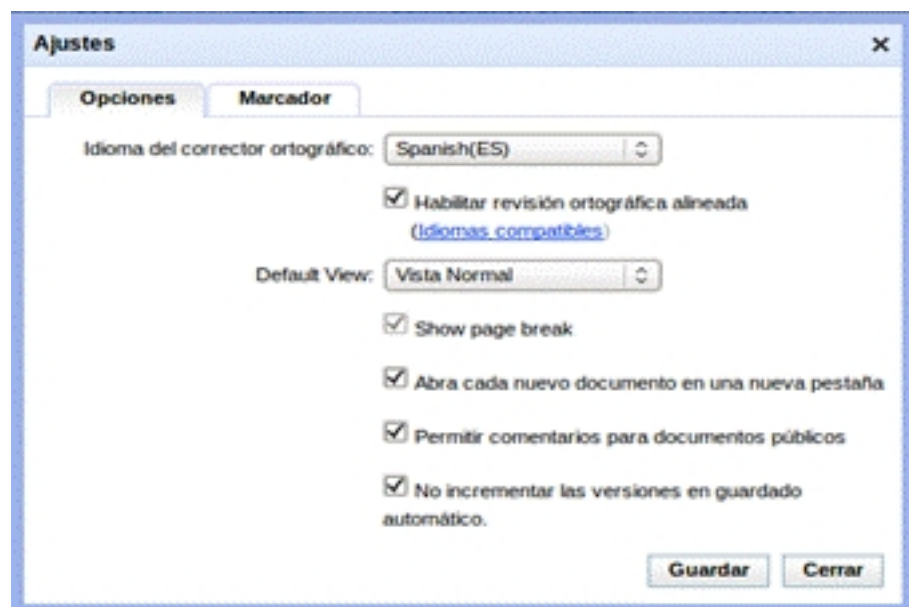 Ajustes
Opciones Marcador
Idioma del corrector ortográfico: Spanish(ES)
Habilitar revisión ortográfica alineada
(Idiomas compatibles)
Default View: Vista Normal
Show page break
Abra cada nuevo documento en una nueva pestaña
Permitir comentarios para documentos públicos
No incrementar las versiones en guardado
automático.
Guardar Cerrar